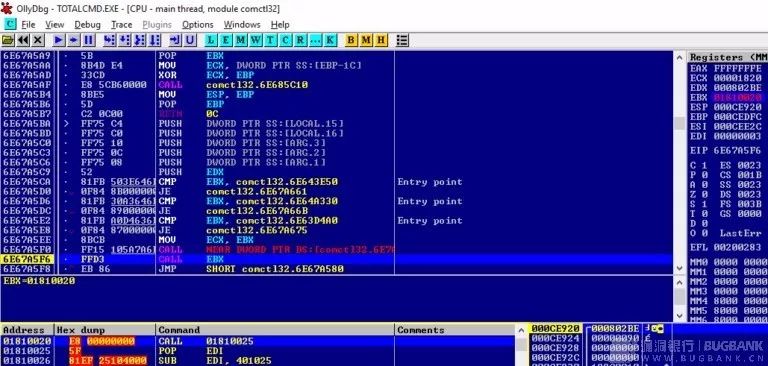 OllyDbg - TOTALCMD.EXE - [CPU - main thread, module comctl32]
C File View Debug Trace Plugins Options Windows Help
L E M W T C R ... K B M H
6E67A5A9 5B POP EBX
6E67A5AA 8B4D E4 MOV ECX, DWORD PTR SS:[EBP-1C]
6E67A5AD 33CD XOR ECX, EBP
6E67A5AF E8 5CB60000 CALL comctl32.6E685C10
6E67A5B4 8BE5 MOV ESP, EBP
6E67A5B6 5D POP EBP
6E67A5B7 C2 0C00 RETN 0C
6E67A5BA > FF75 C4 PUSH DWORD PTR SS:[LOCAL.15]
6E67A5BD FF75 C0 PUSH DWORD PTR SS:[LOCAL.16]
6E67A5C0 FF75 10 PUSH DWORD PTR SS:[ARG.3]
6E67A5C3 FF75 0C PUSH DWORD PTR SS:[ARG.2]
6E67A5C6 FF75 08 PUSH DWORD PTR SS:[ARG.1]
6E67A5C9 52 PUSH EDX
6E67A5CA 81FB 503E6461 CMP EBX, comctl32.6E643E50 Entry point
6E67A5D0 0F84 8B000000 JE comctl32.6E67A661
6E67A5D6 81FB 30A36461 CMP EBX, comctl32.6E64A330 Entry point
6E67A5DC 0F84 89000000 JE comctl32.6E67A66B
6E67A5E2 81FB A0D46361 CMP EBX, comctl32.6E63D4A0 Entry point
6E67A5E8 0F84 87000000 JE comctl32.6E67A675
6E67A5EE 8BCB MOV ECX, EBX
6E67A5F0 FF15 105A7A61 CALL NEAR DWORD PTR DS:[comctl32.6E7
6E67A5F6 FFD3 CALL EBX
6E67A5F8 EB 86 JMP SHORT comctl32.6E67A580
EBX=01810020
Registers (MM
EAX FFFFFFFE
ECX 00001820
EDX 000802BE
EBX 01810020
ESP 000CE920
EBP 000CEDFC
ESI 000CEE2C
EDI 00000003
EIP 6E67A5F6
C 1 ES 0023
P 0 CS 001B
A 0 SS 0023
Z 0 DS 0023
S 1 FS 003B
T 0 GS 0000
D 0
O 0 LastErr
EFL 00200283
MM0 0000 0000
MM1 0000 0000
MM2 0000 0000
MM3 0000 0000
MM4 8000 0000
MM5 8000 0000
Address Hex dump Command Comments
01810020 E8 00000000 CALL 01810025
01810025 5F POP EDI
01810026 81EF 25104000 SUB EDI, 401025
000CE920 000802BE
000CE924 00000090
000CE928
000CE92C
漏洞银行 | BUGBANK
WWW.BUGBANK.CN